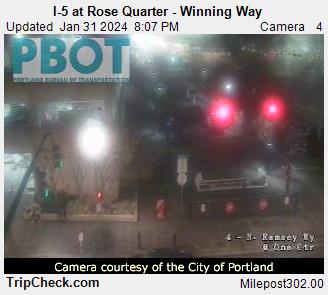 I-5 at Rose Quarter - Winning Way
Updated Jan 31 2024 8:07 PM Camera 4
PBOT
PORTLAND BUREAU OF TRANSPORTATION
4 - N. Ramsey Wy
@ One Ctr
Camera courtesy of the City of Portland
TripCheck.com Milepost302.00